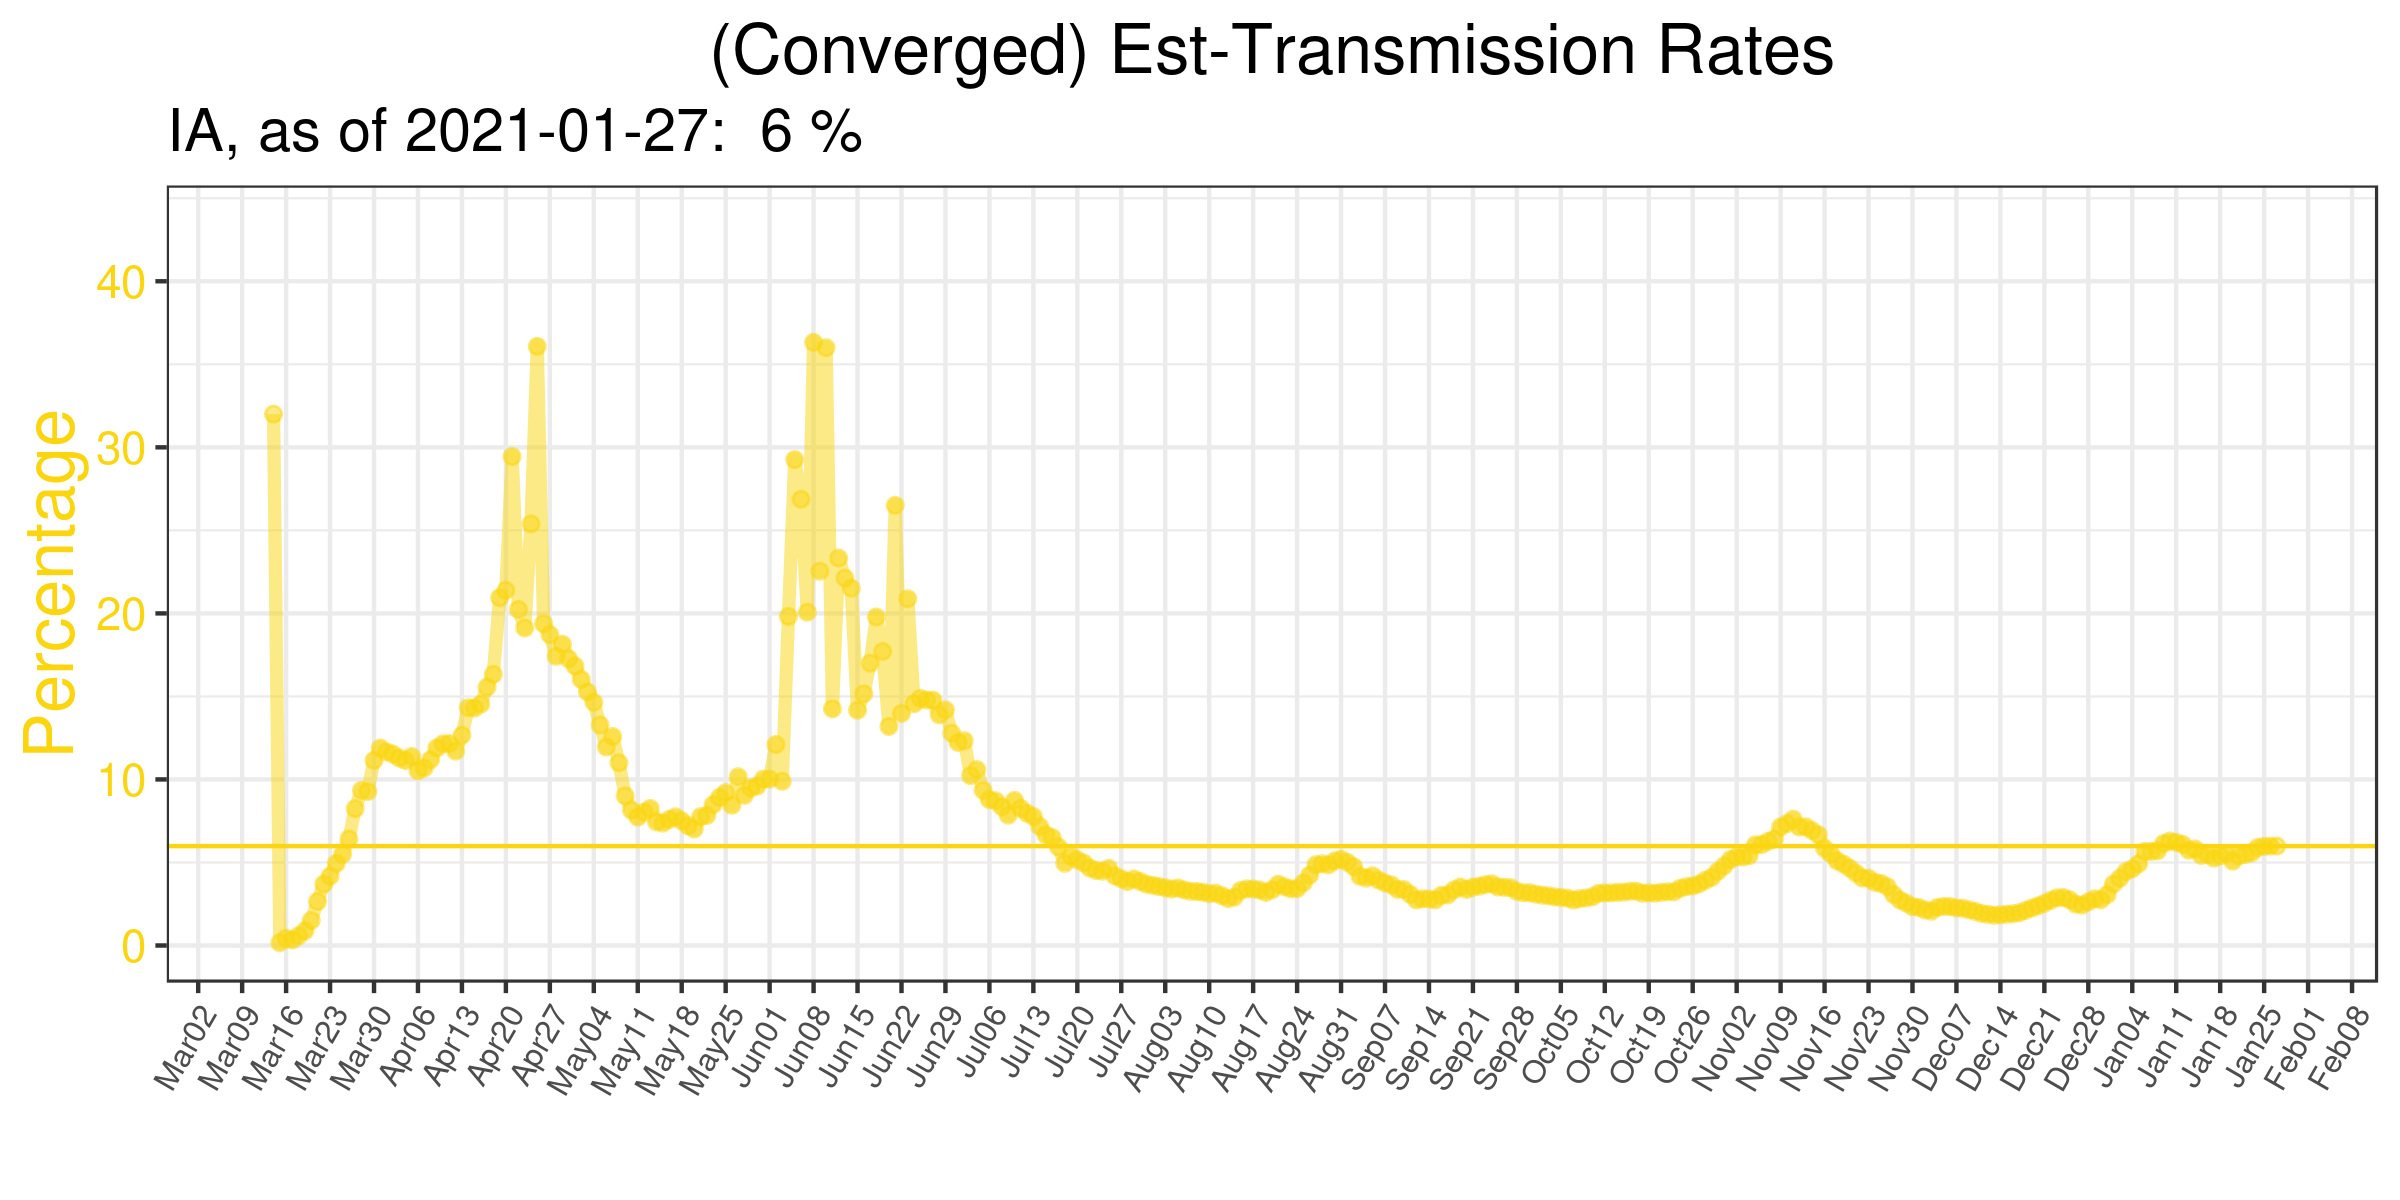 (Converged) Est-Transmission Rates
IA, as of 2021-01-27:  6 %
Percentage
40
30
20
10
0
Mar02
Mar09
Mar16
Mar23
Mar30
Apr06
Apr13
Apr20
Apr27
May04
May11
May18
May25
Jun01
Jun08
Jun15
Jun22
Jun29
Jul06
Jul13
Jul20
Jul27
Aug03
Aug10
Aug17
Aug24
Aug31
Sep07
Sep14
Sep21
Sep28
Oct05
Oct12
Oct19
Oct26
Nov02
Nov09
Nov16
Nov23
Nov30
Dec07
Dec14
Dec21
Dec28
Jan04
Jan11
Jan18
Jan25
Feb01
Feb08